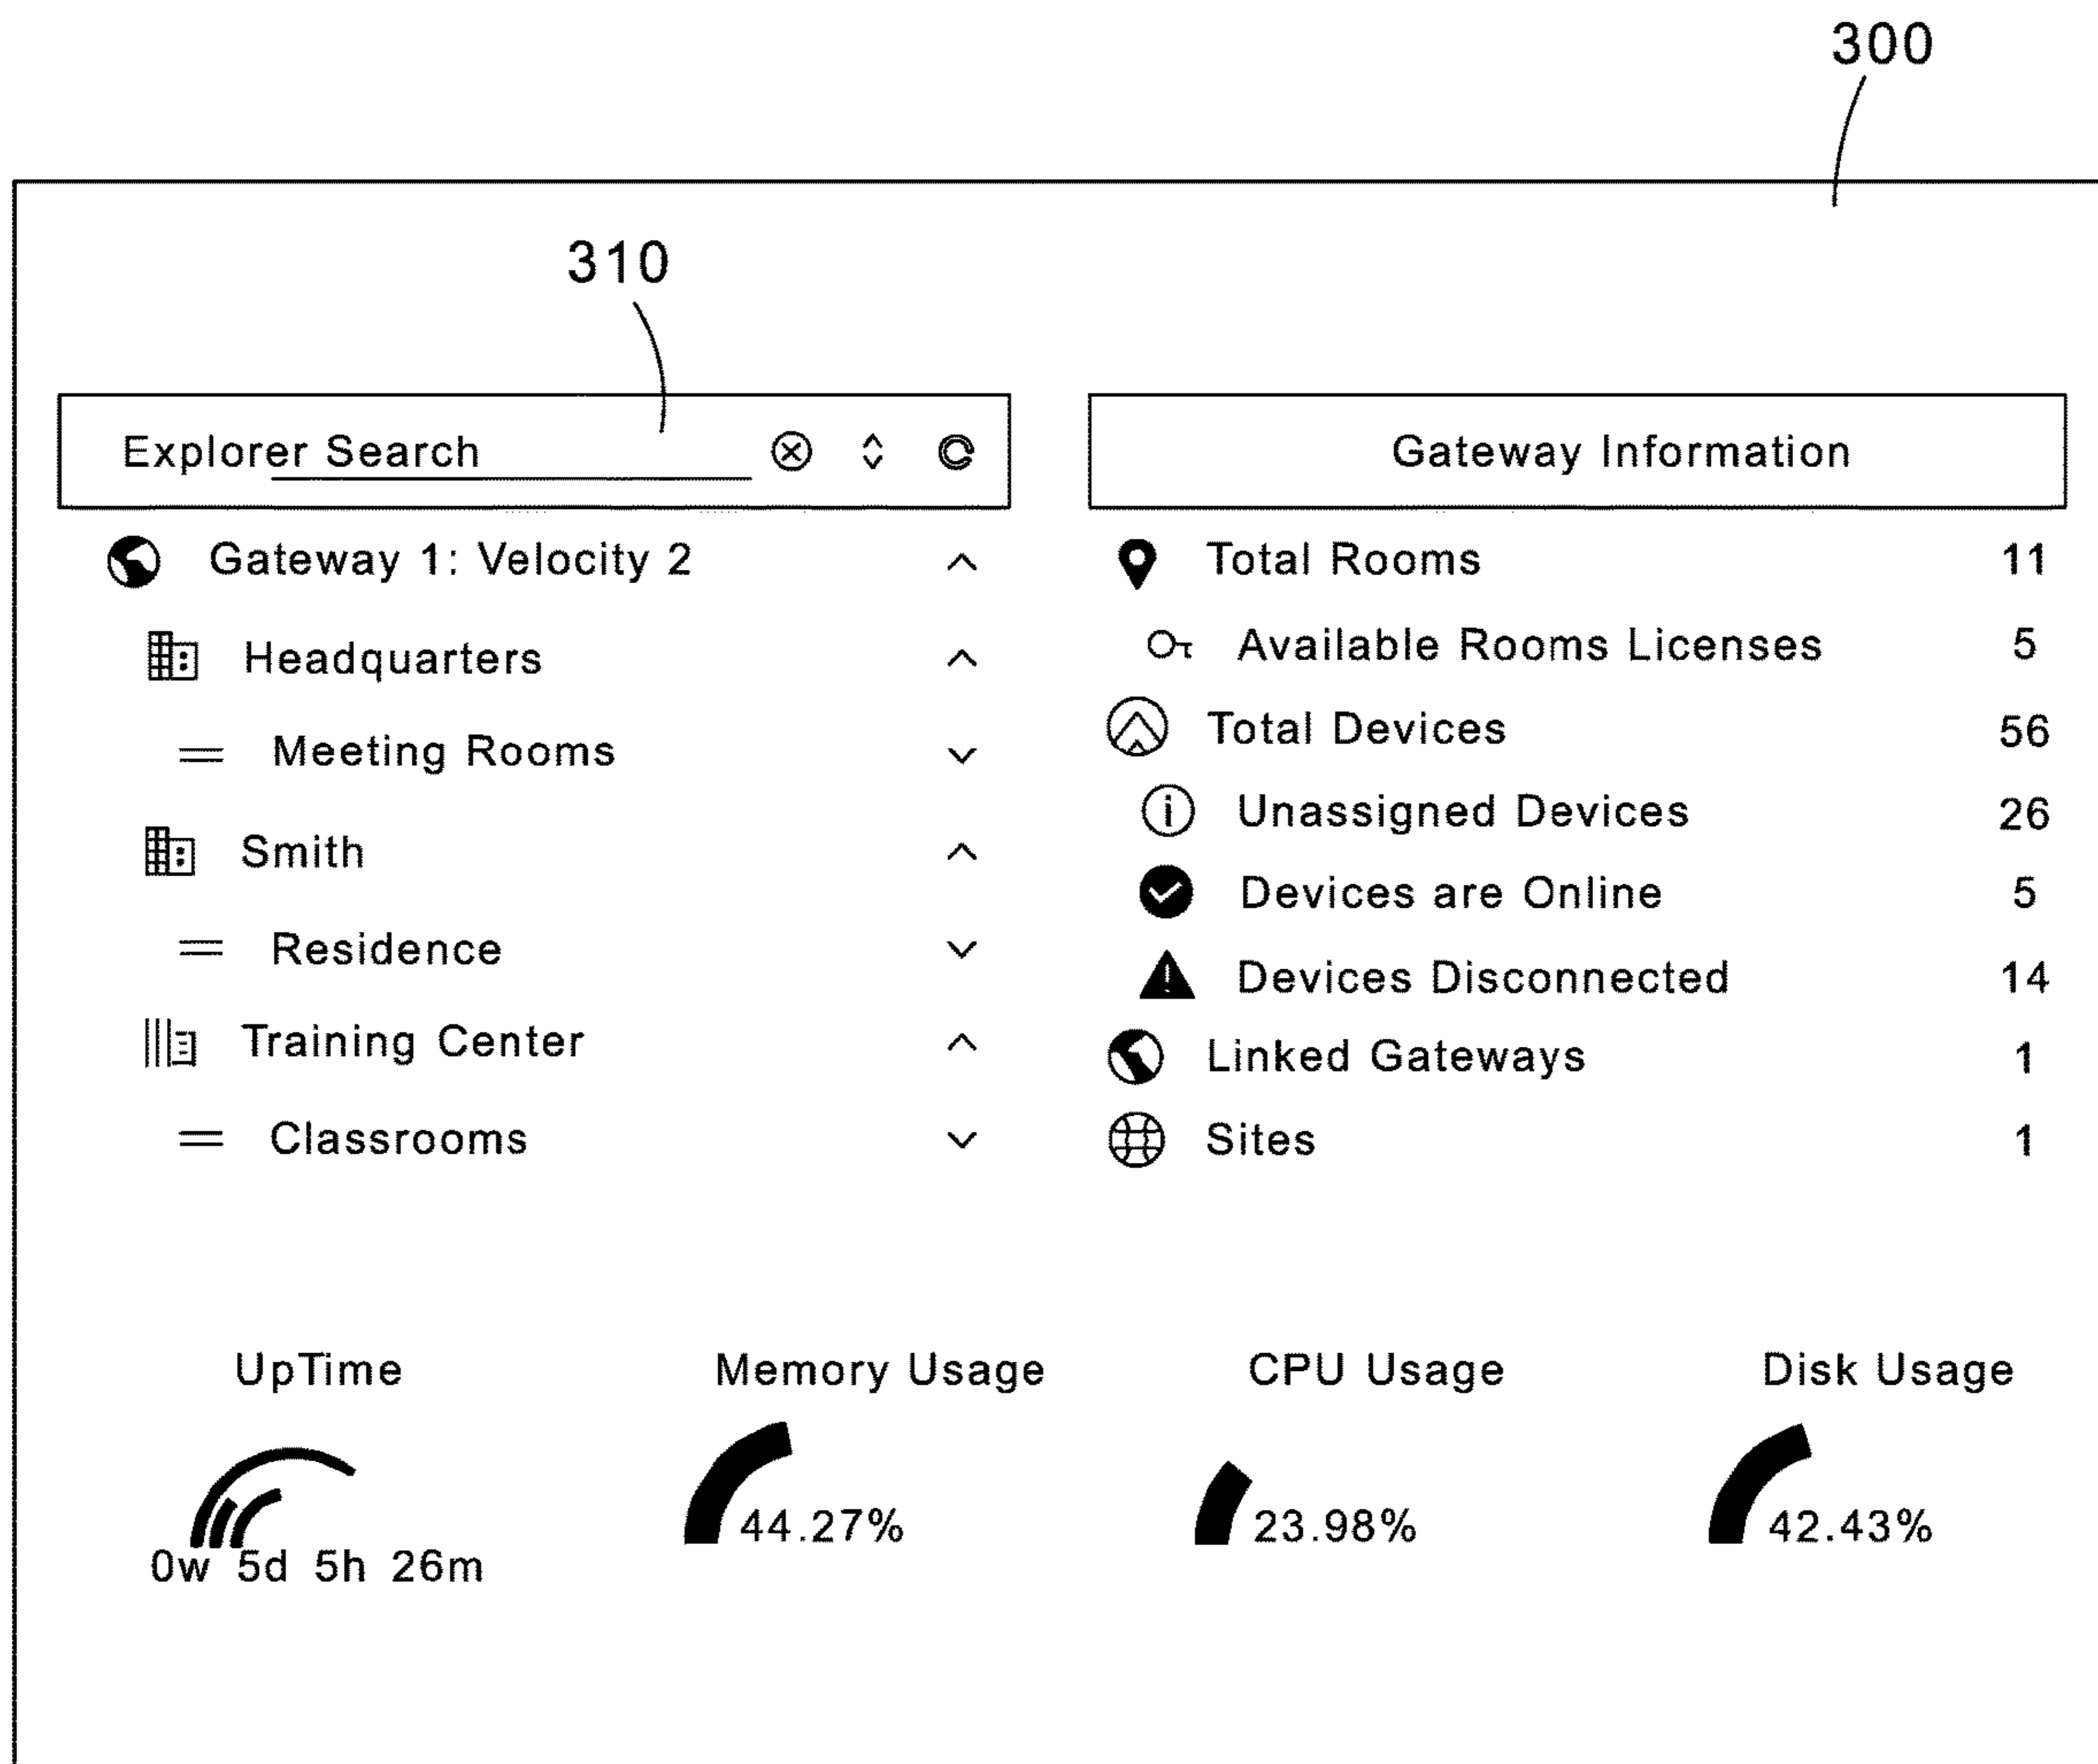 300
310
Explorer Search
Gateway 1: Velocity 2
Headquarters
Meeting Rooms
Smith
Residence
Training Center
Classrooms
Gateway Information
Total Rooms 11
Available Rooms Licenses 5
Total Devices 56
Unassigned Devices 26
Devices are Online 5
Devices Disconnected 14
Linked Gateways 1
Sites 1
UpTime
0w 5d 5h 26m
Memory Usage
44.27%
CPU Usage
23.98%
Disk Usage
42.43%